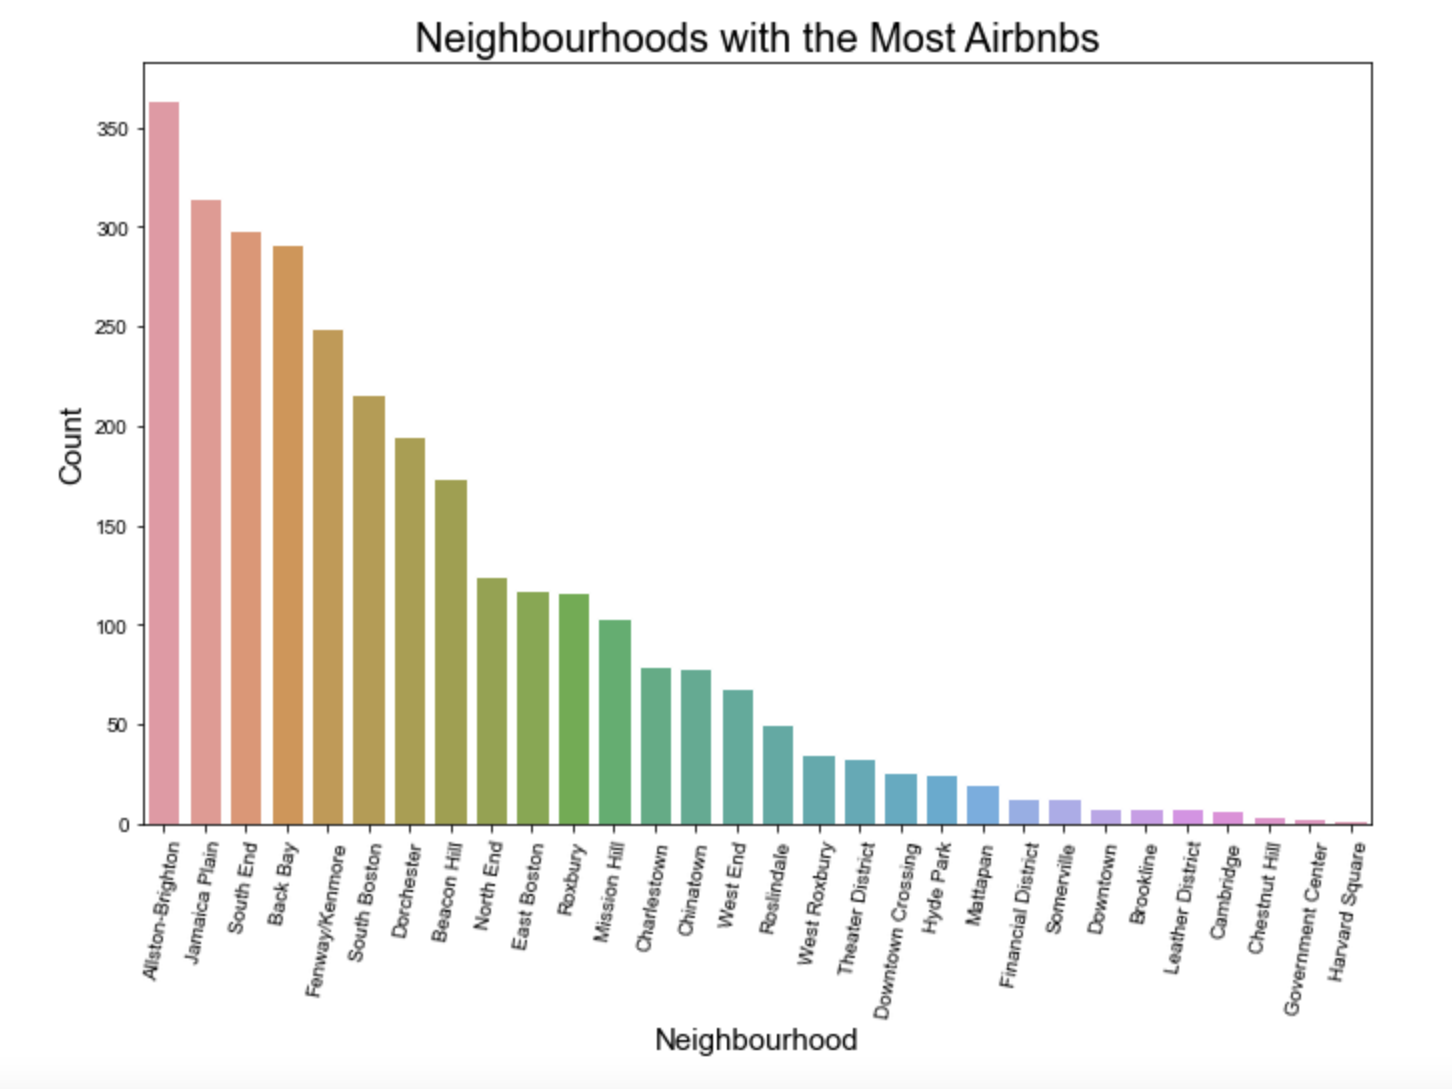 Neighbourhoods with the Most Airbnbs
350
300
250
200
150
100
50
0
Count
Allston-Brighton
Jamaica Plain
South End
Back Bay
Fenway/Kenmore
South Boston
Dorchester
Beacon Hill
North End
East Boston
Roxbury
Mission Hill
Charlestown
Chinatown
West End
Roslindale
West Roxbury
Theater District
Downtown Crossing
Hyde Park
Mattapan
Financial District
Somerville
Downtown
Brookline
Leather District
Cambridge
Chestnut Hill
Government Center
Harvard Square
Neighbourhood